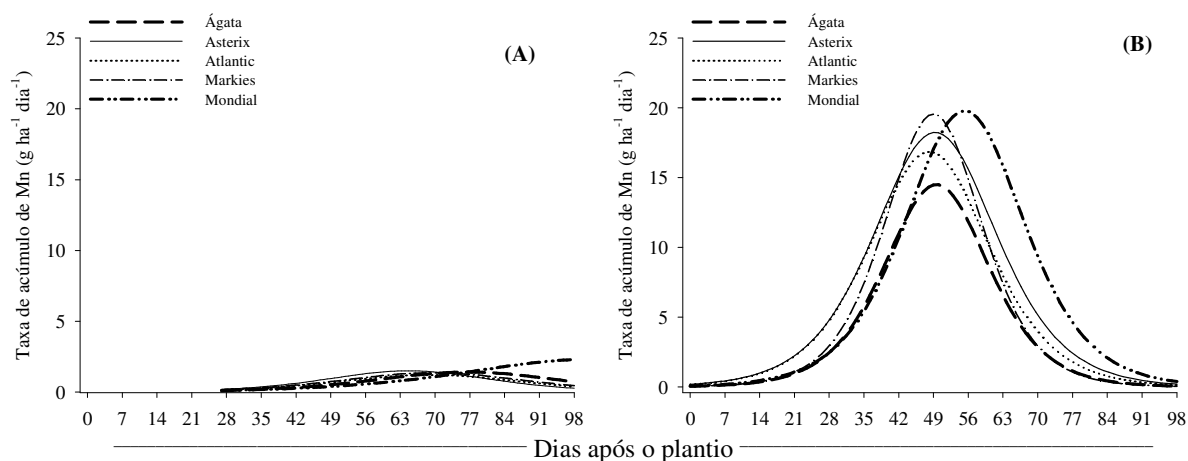 Ágata
Asterix
Atlantic
Markies
Mondial
(A)
25
20
15
10
5
0
Taxa de acúmulo de Mn (g ha⁻¹ dia⁻¹)
0 7 14 21 28 35 42 49 56 63 70 77 84 91 98
Ágata
Asterix
Atlantic
Markies
Mondial
(B)
25
20
15
10
5
0
Taxa de acúmulo de Mn (g ha⁻¹ dia⁻¹)
0 7 14 21 28 35 42 49 56 63 70 77 84 91 98
Dias após o plantio